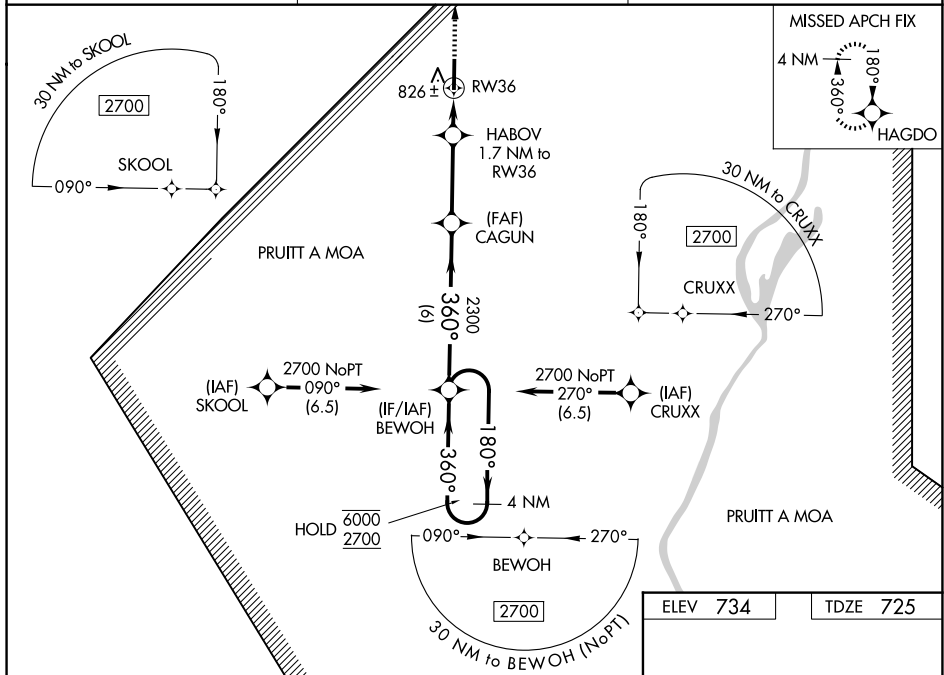 MISSED APCH FIX
4 NM
180°
360°
HAGDO
30 NM to SKOOL
2700
180°
SKOOL
090°
826 ±
RW36
HABOV
1.7 NM to
RW36
(FAF)
CAGUN
PRUITT A MOA
30 NM to CRUXX
180°
2700
CRUXX
270°
2300
360°
(6)
(IAF)
SKOOL
2700 NoPT
090°
(6.5)
(IF/IAF)
BEWOH
2700 NoPT
270°
(6.5)
(IAF)
CRUXX
360°
180°
4 NM
HOLD
6000
2700
090°
270°
BEWOH
2700
30 NM to BEWOH (NoPT)
PRUITT A MOA
ELEV 734
TDZE 725